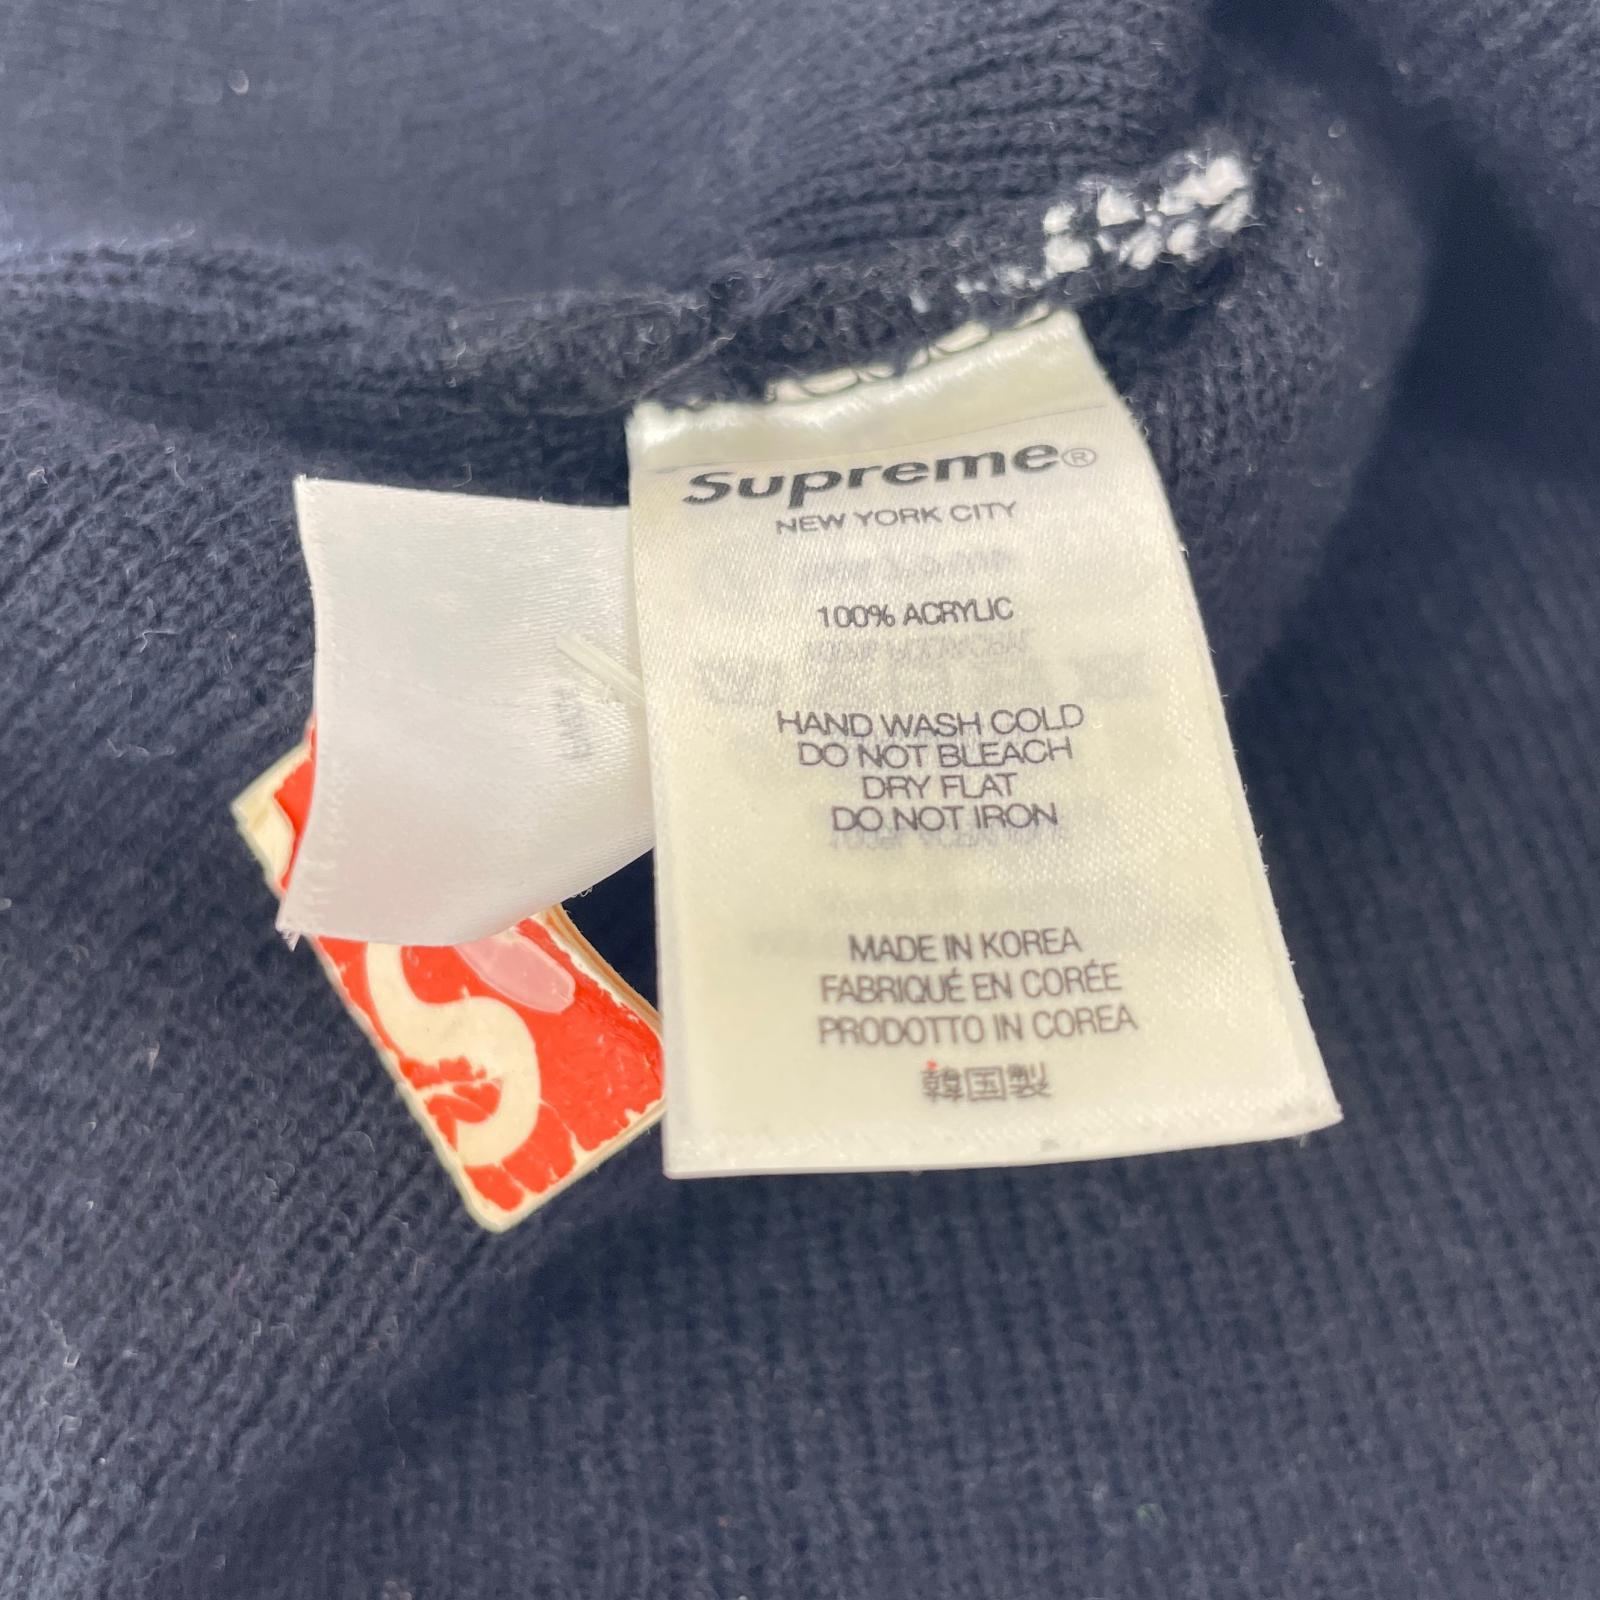 Supreme®
NEW YORK CITY
100% ACRYLIC
HAND WASH COLD
DO NOT BLEACH
DRY FLAT
DO NOT IRON
MADE IN KOREA
FABRIQUÉ EN CORÉE
PRODOTTO IN COREA
韓国製
S